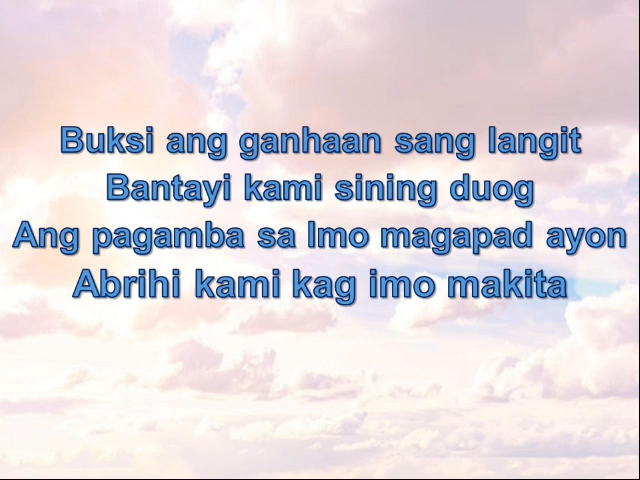 Buksi ang ganhaan sang langit
Bantayi kami sining duog
Ang pagamba sa Imo magapad ayon
Abrihi kami kag imo makita